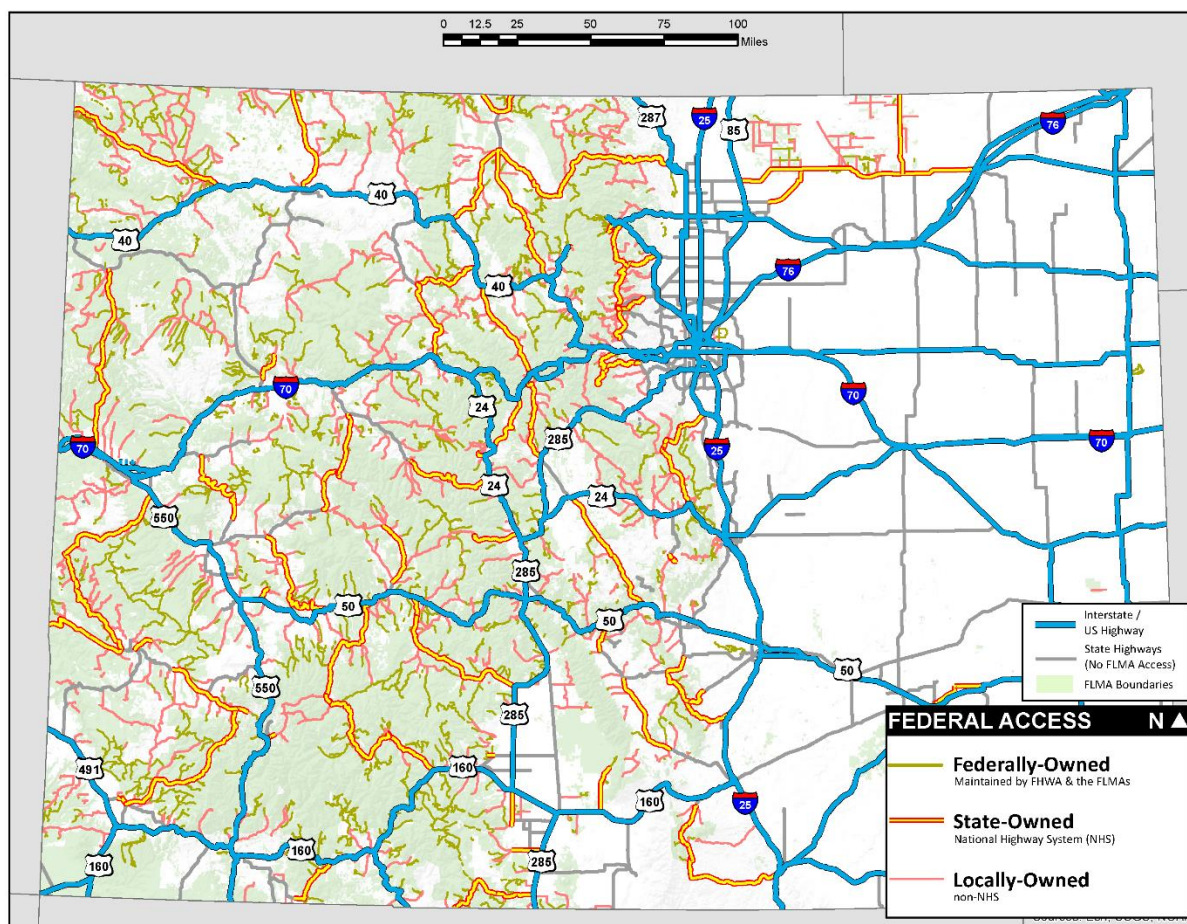 0 12.5 25 50 75 100
Miles
287
25
85
76
40
40
40
76
70
24
285
70
25
70
70
24
24
550
285
50
50
50
550
285
491
160
25
160
160
160
285
Interstate /
US Highway
State Highways
(No FLMA Access)
FLMA Boundaries
FEDERAL ACCESS N
Federally-Owned
Maintained by FHWA & the FLMAs
State-Owned
National Highway System (NHS)
Locally-Owned
non-NHS